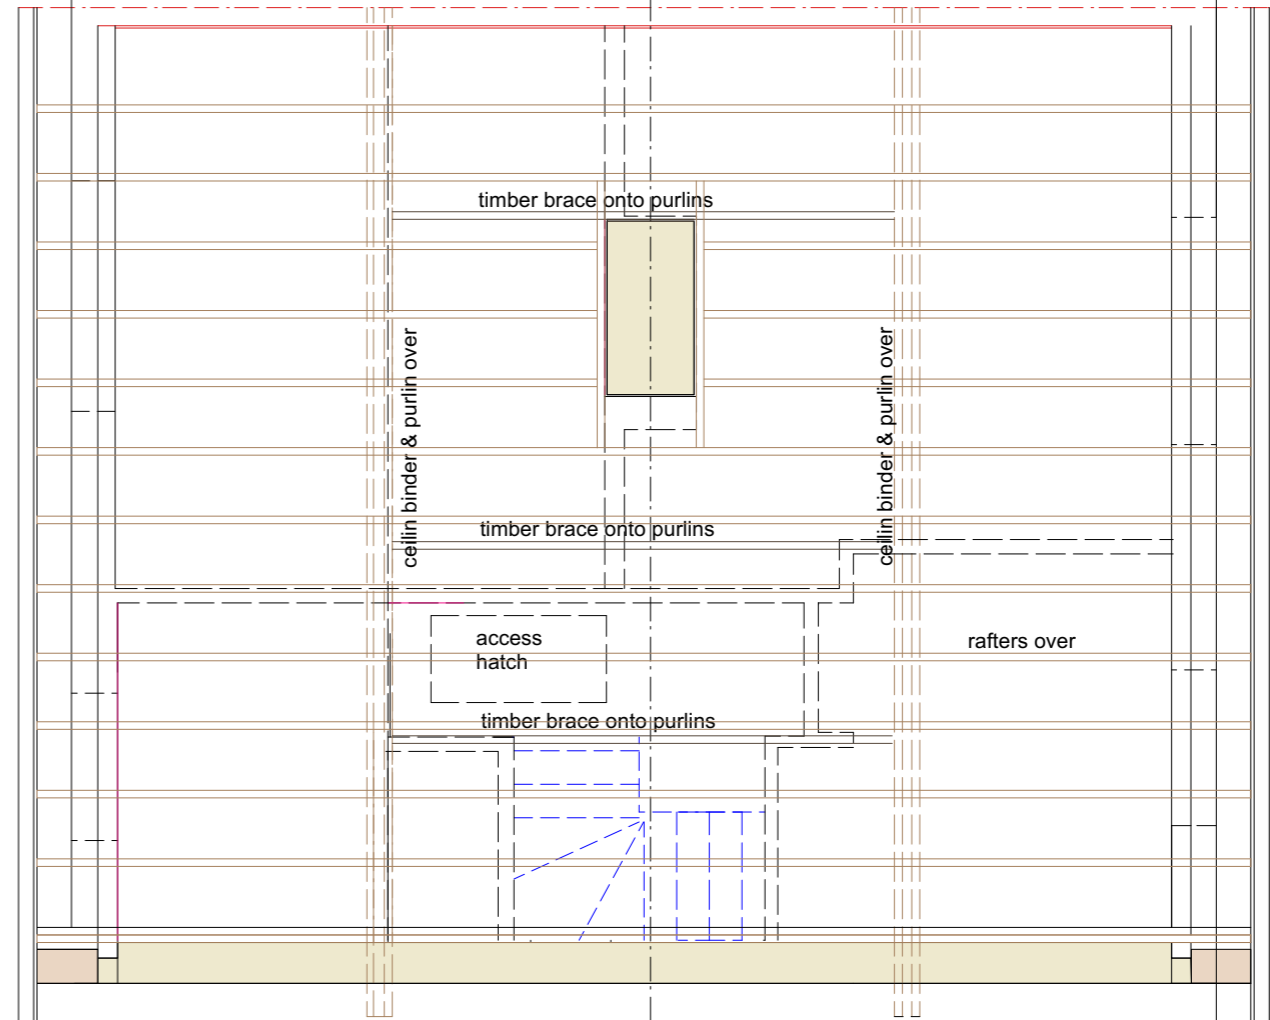 timber brace onto purlins
ceilin binder & purlin over
ceilin binder & purlin over
timber brace onto purlins
access
hatch
rafters over
timber brace onto purlins